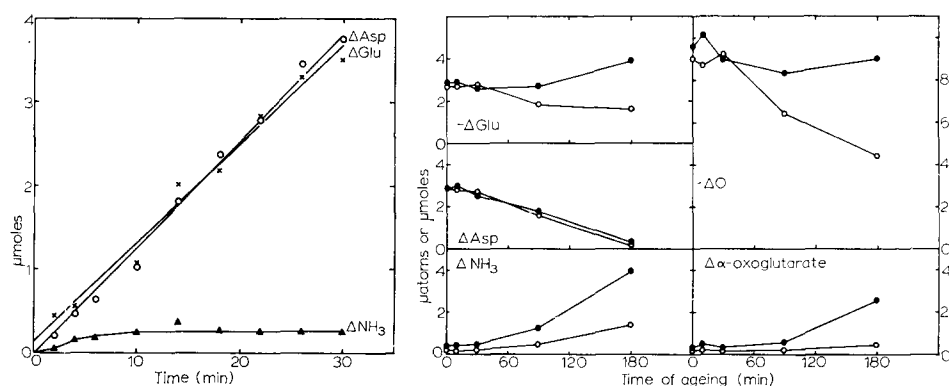 4
3
2
1
0
µmoles
ΔAsp
ΔGlu
ΔNH₃
0 10 20 30
Time (min)
µatoms or µmoles
4
2
0
-ΔGlu
4
2
0
ΔAsp
4
2
0
ΔNH₃
10
8
6
4
2
0
-ΔO
4
2
0
Δα-oxoglutarate
0 60 120 180 0 60 120 180
Time of ageing (min)